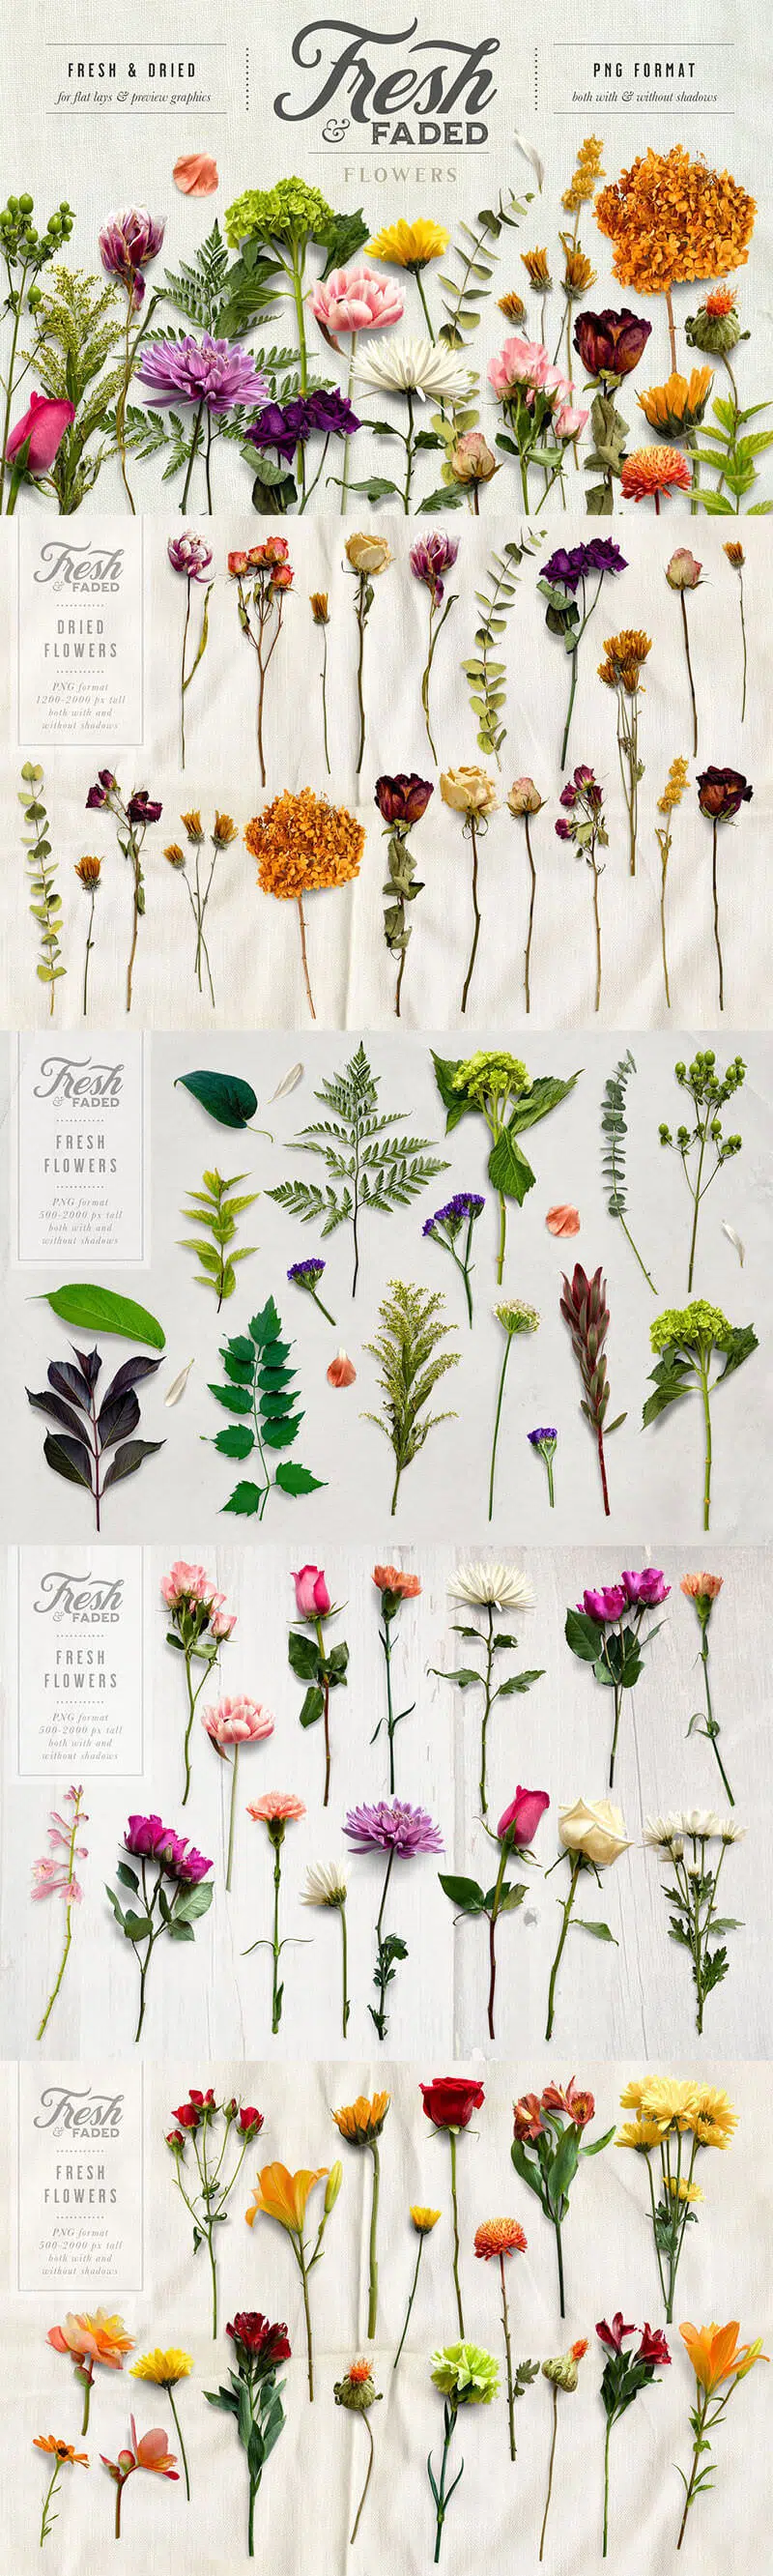 FRESH & DRIED
for flat lays & preview graphics
Fresh
& FADED
FLOWERS
PNG FORMAT
both with & without shadows
Fresh
& FADED
DRIED
FLOWERS
PNG format
1200-2000 px tall
both with and
without shadows
Fresh
& FADED
FRESH
FLOWERS
PNG format
500-2000 px tall
both with and
without shadows
Fresh
& FADED
FRESH
FLOWERS
PNG format
500-2000 px tall
both with and
without shadows
Fresh
& FADED
FRESH
FLOWERS
PNG format
500-2000 px tall
both with and
without shadows